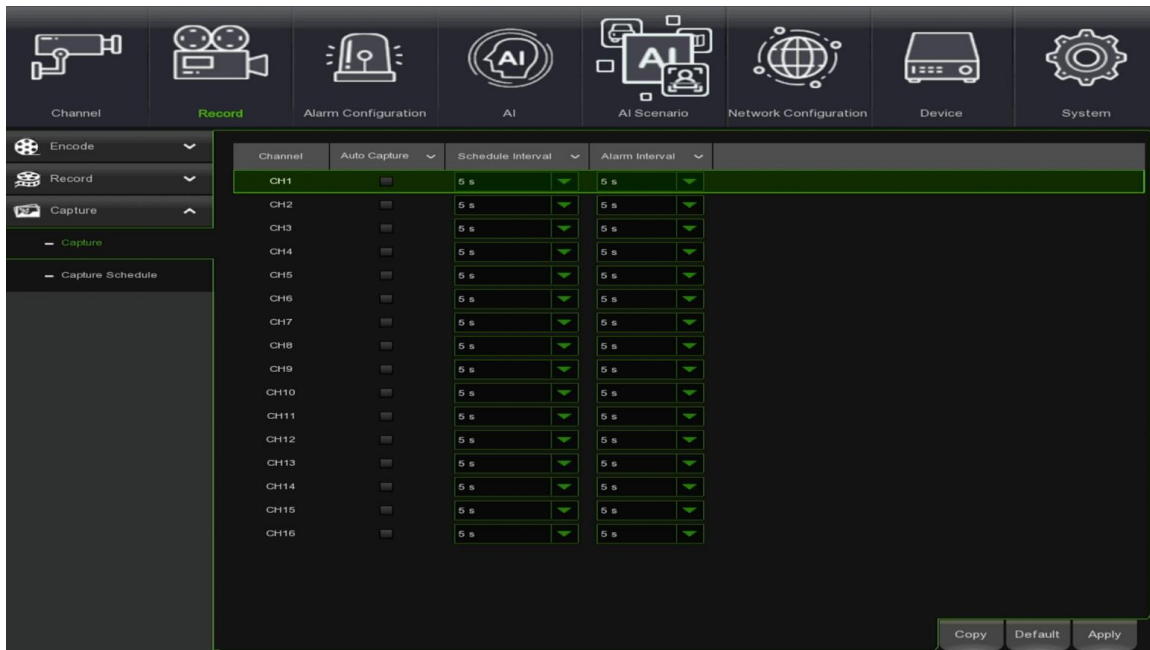 Channel Record Alarm Configuration AI AI Scenario Network Configuration Device System
Encode
Record
Capture
Capture
Capture Schedule
Channel Auto Capture Schedule Interval Alarm Interval
CH1 5 s 5 s
CH2 5 s 5 s
CH3 5 s 5 s
CH4 5 s 5 s
CH5 5 s 5 s
CH6 5 s 5 s
CH7 5 s 5 s
CH8 5 s 5 s
CH9 5 s 5 s
CH10 5 s 5 s
CH11 5 s 5 s
CH12 5 s 5 s
CH13 5 s 5 s
CH14 5 s 5 s
CH15 5 s 5 s
CH16 5 s 5 s
Copy Default Apply